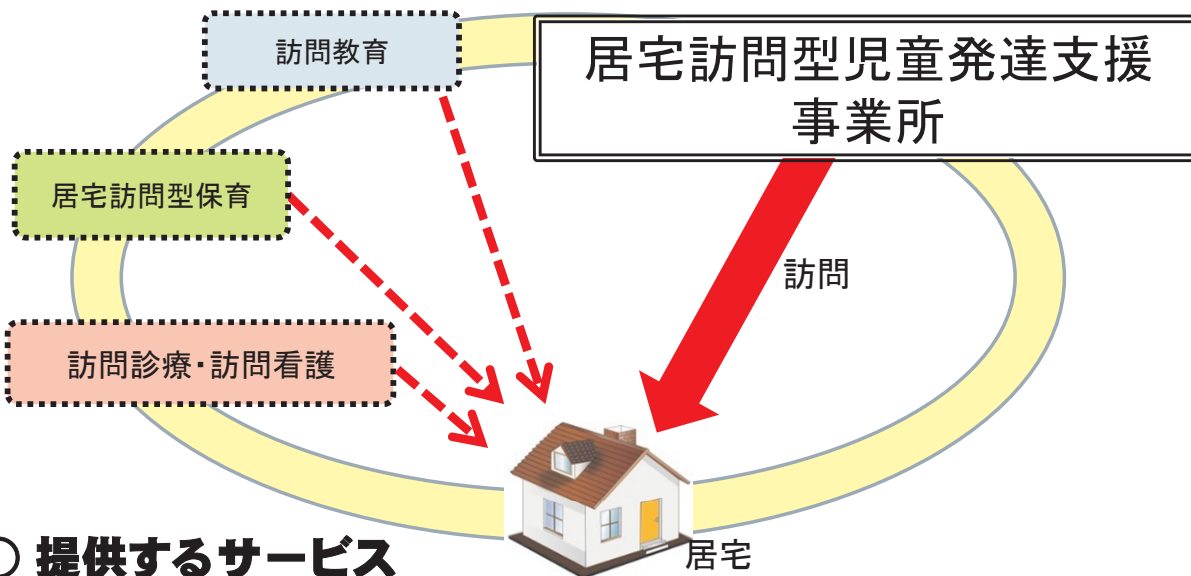 訪問教育
居宅訪問型児童発達支援
事業所
居宅訪問型保育
訪問
訪問診療・訪問看護
居宅
○ 提供するサービス